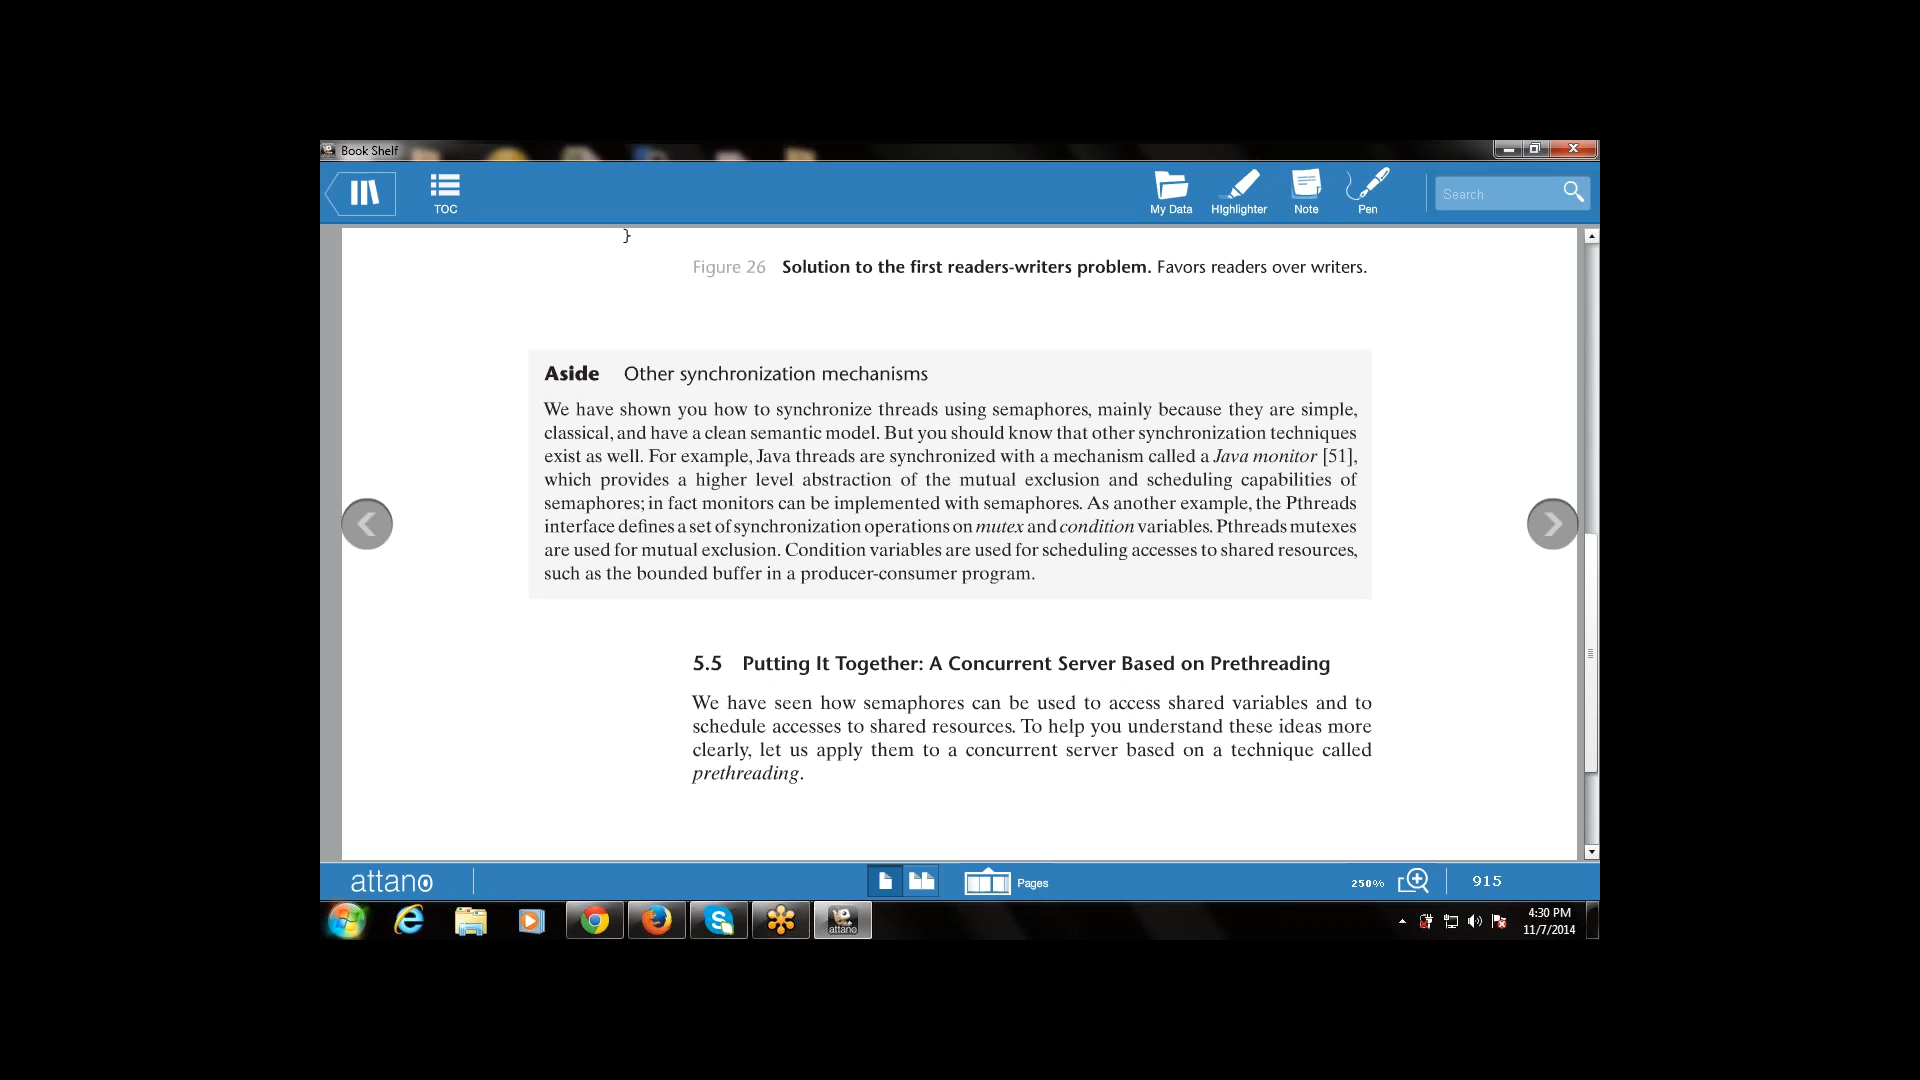 Book Shelf
TOC
My Data
HIghlighter
Note
Pen
Search
}
Figure 26 Solution to the first readers-writers problem. Favors readers over writers.
Aside Other synchronization mechanisms
We have shown you how to synchronize threads using semaphores, mainly because they are simple,
classical, and have a clean semantic model. But you should know that other synchronization techniques
exist as well. For example, Java threads are synchronized with a mechanism called a Java monitor [51],
which provides a higher level abstraction of the mutual exclusion and scheduling capabilities of
semaphores; in fact monitors can be implemented with semaphores. As another example, the Pthreads
interface defines a set of synchronization operations on mutex and condition variables. Pthreads mutexes
are used for mutual exclusion. Condition variables are used for scheduling accesses to shared resources,
such as the bounded buffer in a producer-consumer program.
5.5 Putting It Together: A Concurrent Server Based on Prethreading
We have seen how semaphores can be used to access shared variables and to
schedule accesses to shared resources. To help you understand these ideas more
clearly, let us apply them to a concurrent server based on a technique called
prethreading.
attano
Pages
250%
915
attano
4:30 PM
11/7/2014